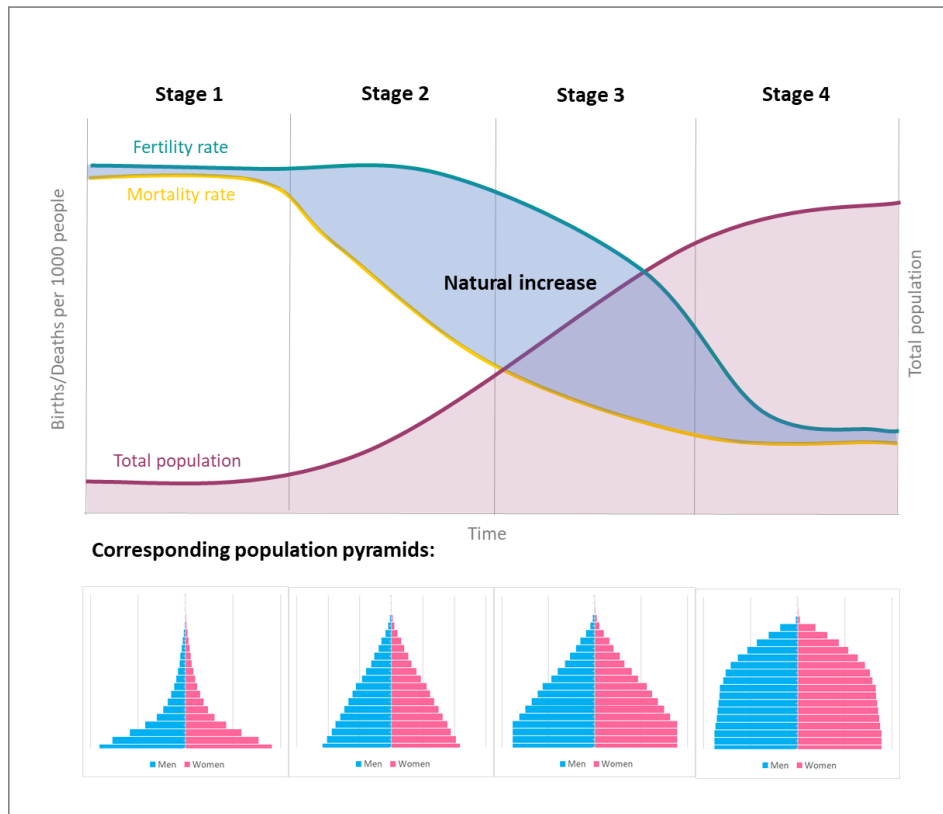 Stage 1
Stage 2
Stage 3
Stage 4
Fertility rate
Mortality rate
Births/Deaths per 1000 people
Natural increase
Total population
Total population
Time
Corresponding population pyramids:
Men Women
Men Women
Men Women
Men Women